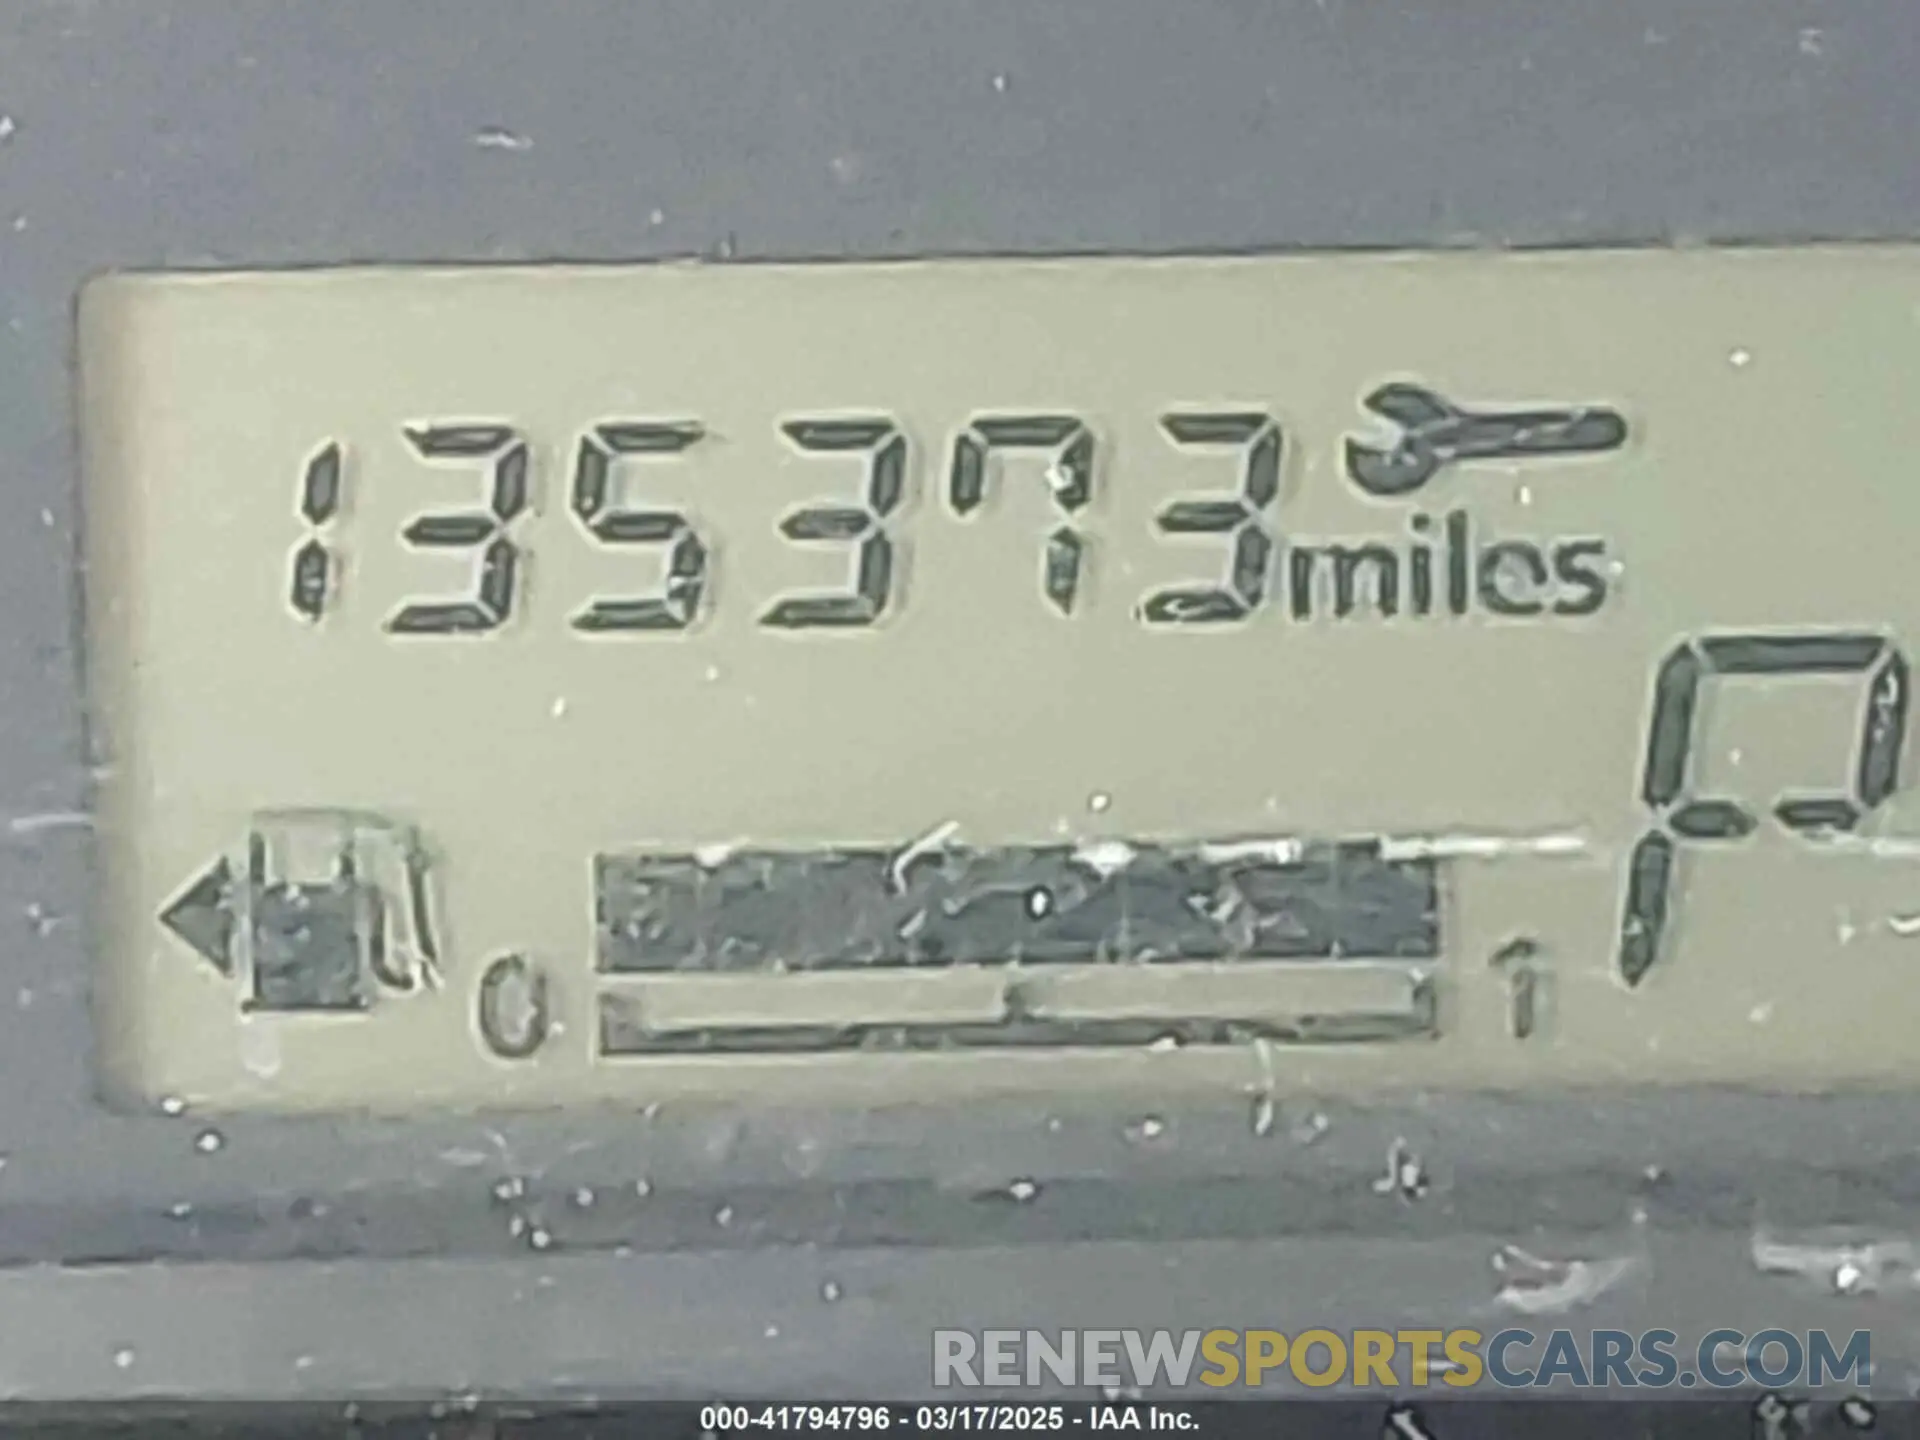 135373 miles
P
0 1
RENEWSPORTSCARS.COM
000-41794796 - 03/17/2025 - IAA Inc.